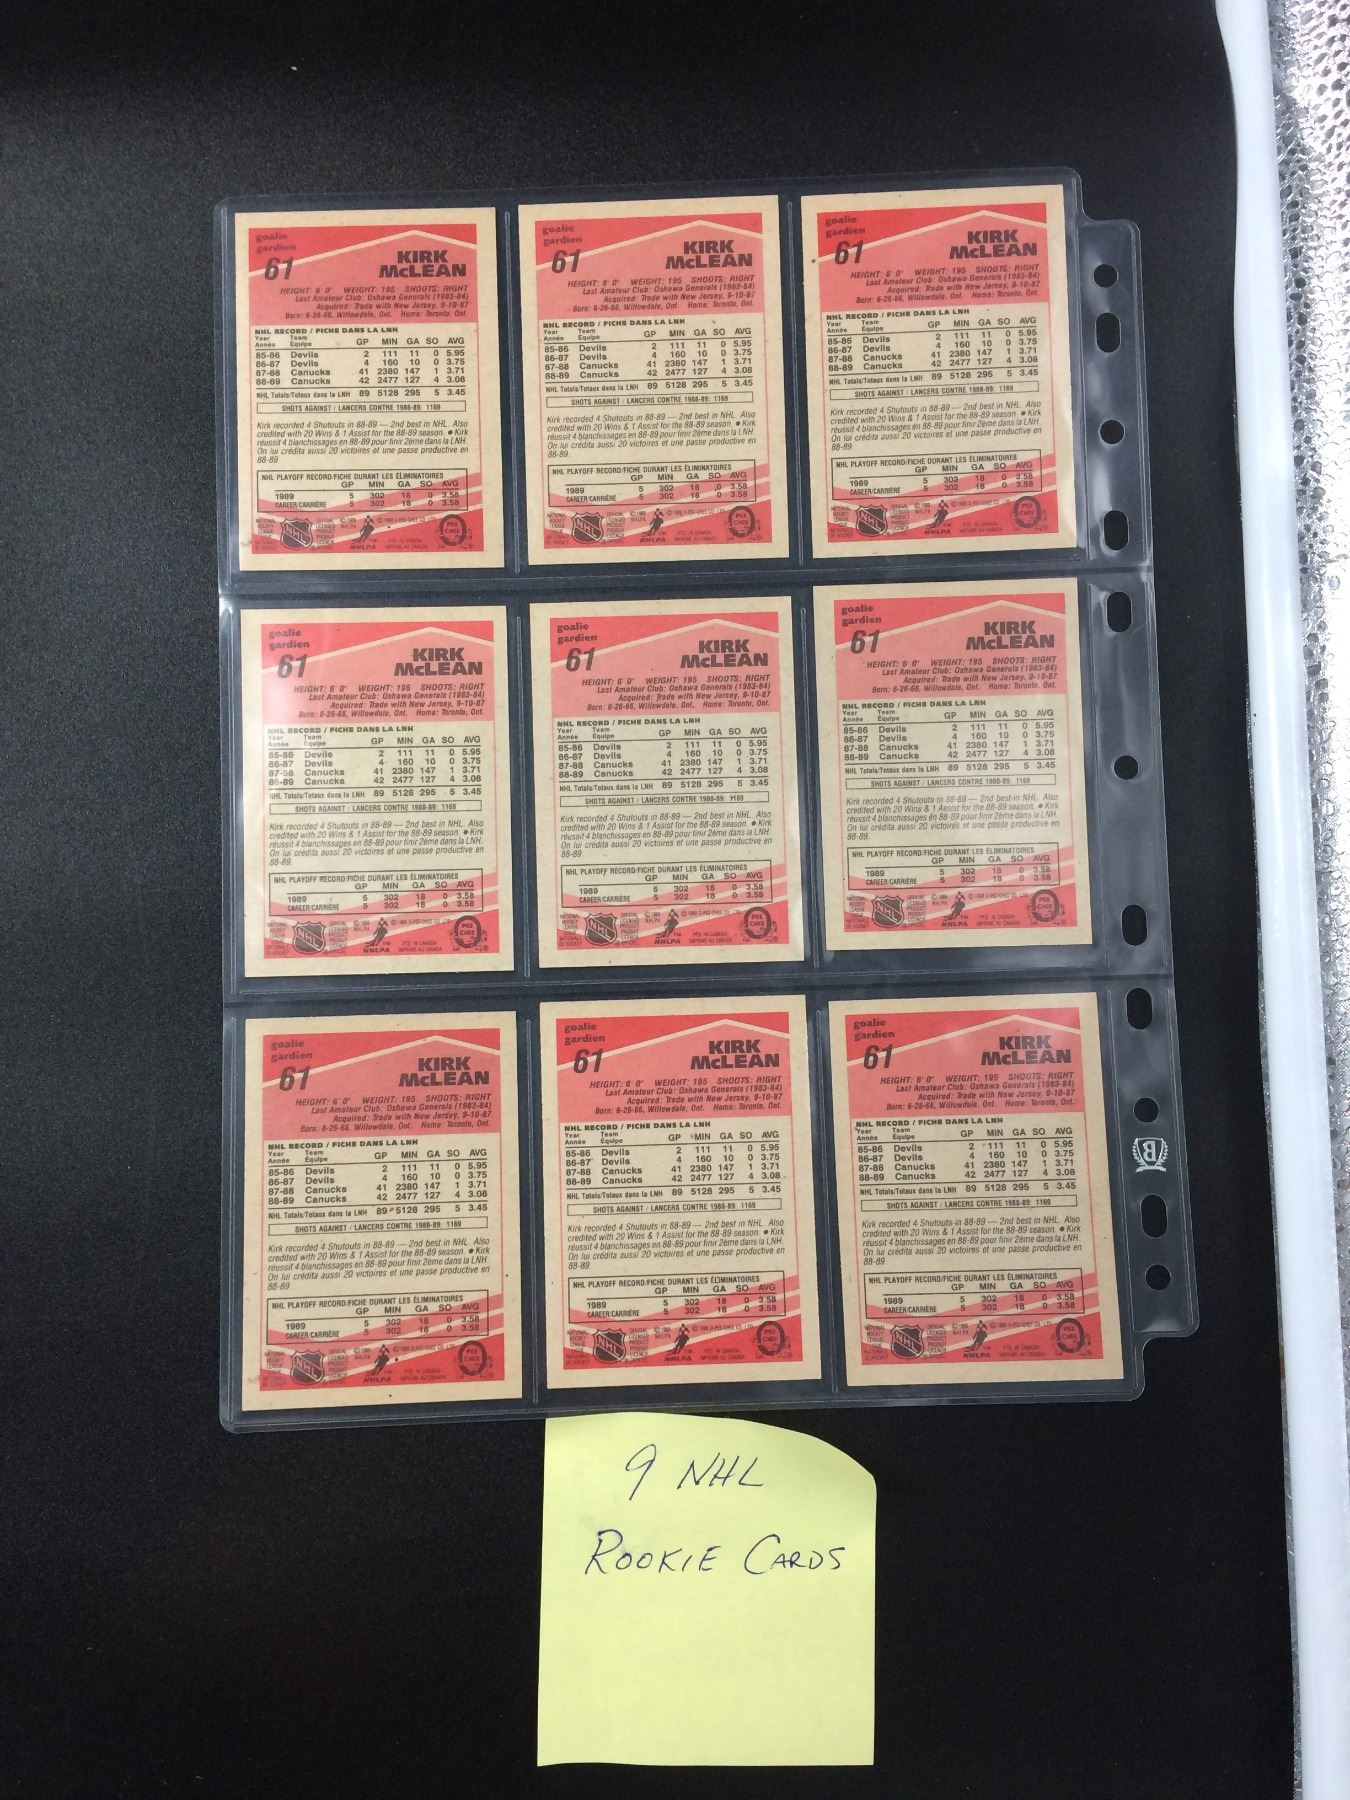 goalie
gardien
61
KIRK
McLEAN
HEIGHT: 6' 0" WEIGHT: 195 SHOOTS: RIGHT
Last Amateur Club: Oshawa Generals (1983-84)
Acquired: Trade with New Jersey, 9-10-87
Born: 6-26-66, Willowdale, Ont. Home: Toronto, Ont.
NHL RECORD / FICHE DANS LA LNH
Year Team GP MIN GA SO AVG
Année Équipe
85-86 Devils 2 111 11 0 5.95
86-87 Devils 4 160 10 0 3.75
87-88 Canucks 41 2380 147 1 3.71
88-89 Canucks 42 2477 127 4 3.08
NHL Totals/Totaux dans la LNH 89 5128 295 5 3.45
SHOTS AGAINST / LANCERS CONTRE 1988-89: 1169
Kirk recorded 4 Shutouts in 88-89 — 2nd best in NHL. Also
credited with 20 Wins & 1 Assist for the 88-89 season. ● Kirk
réussit 4 blanchissages en 88-89 pour finir 2ème dans la LNH.
On lui crédita aussi 20 victoires et une passe productive en
88-89.
NHL PLAYOFF RECORD/FICHE DURANT LES ÉLIMINATOIRES
GP MIN GA SO AVG
1989 5 302 18 0 3.58
CAREER/CARRIÈRE 5 302 18 0 3.58
NHL
NHLPA
PEE
CHEE
9 NHL
ROOKIE CARDS